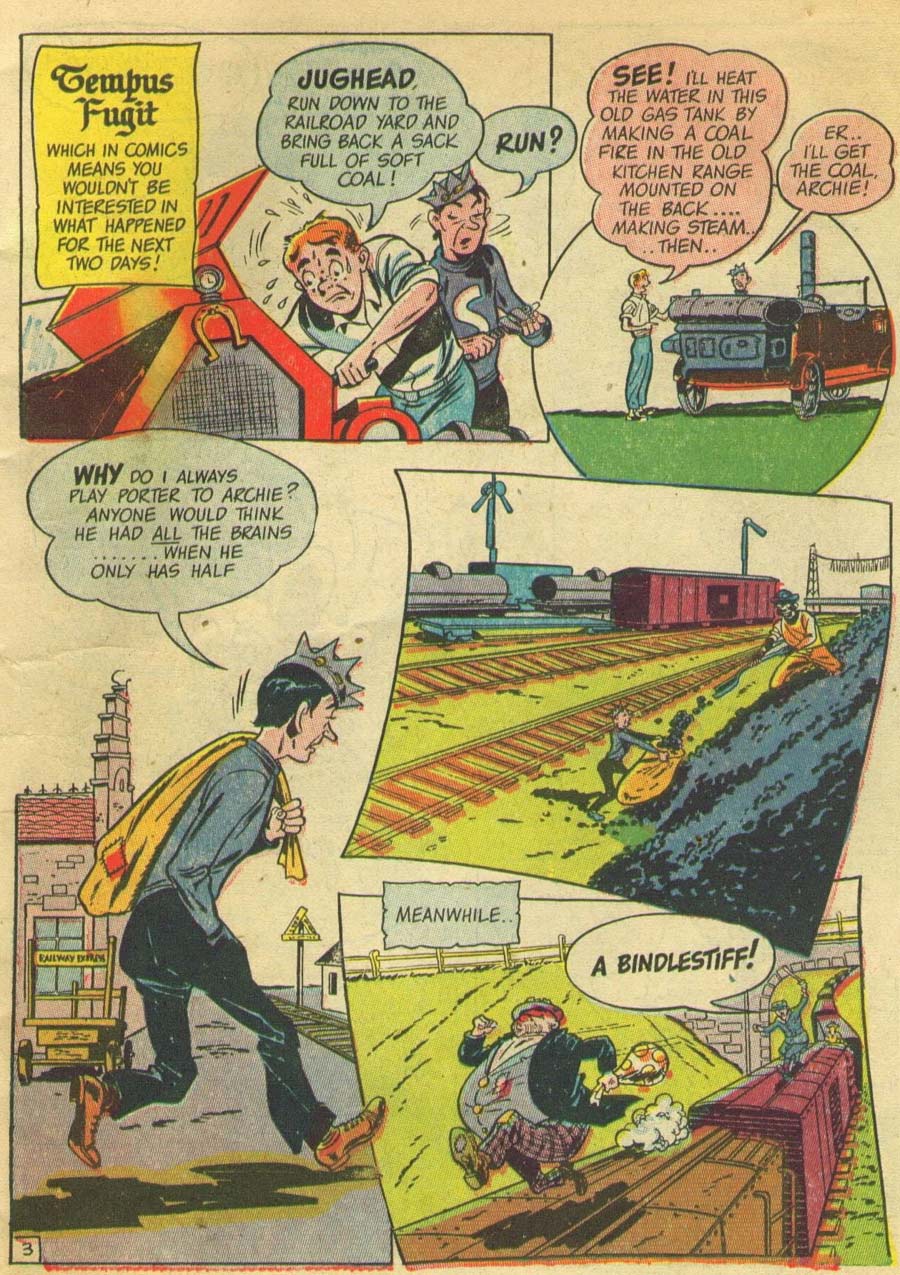 Tempus
Fugit
WHICH IN COMICS
MEANS YOU
WOULDN'T BE
INTERESTED IN
WHAT HAPPENED
FOR THE NEXT
TWO DAYS!
JUGHEAD,
RUN DOWN TO THE
RAILROAD YARD AND
BRING BACK A SACK
FULL OF SOFT
COAL!
RUN?
S
SEE! I'LL HEAT
THE WATER IN THIS
OLD GAS TANK BY
MAKING A COAL
FIRE IN THE OLD
KITCHEN RANGE
MOUNTED ON
THE BACK....
MAKING STEAM...
..THEN..
ER..
I'LL GET
THE COAL,
ARCHIE!
WHY DO I ALWAYS
PLAY PORTER TO ARCHIE?
ANYONE WOULD THINK
HE HAD ALL THE BRAINS
.......WHEN HE
ONLY HAS HALF
RAILWAY EXPRESS
MEANWHILE..
A BINDLESTIFF!
3